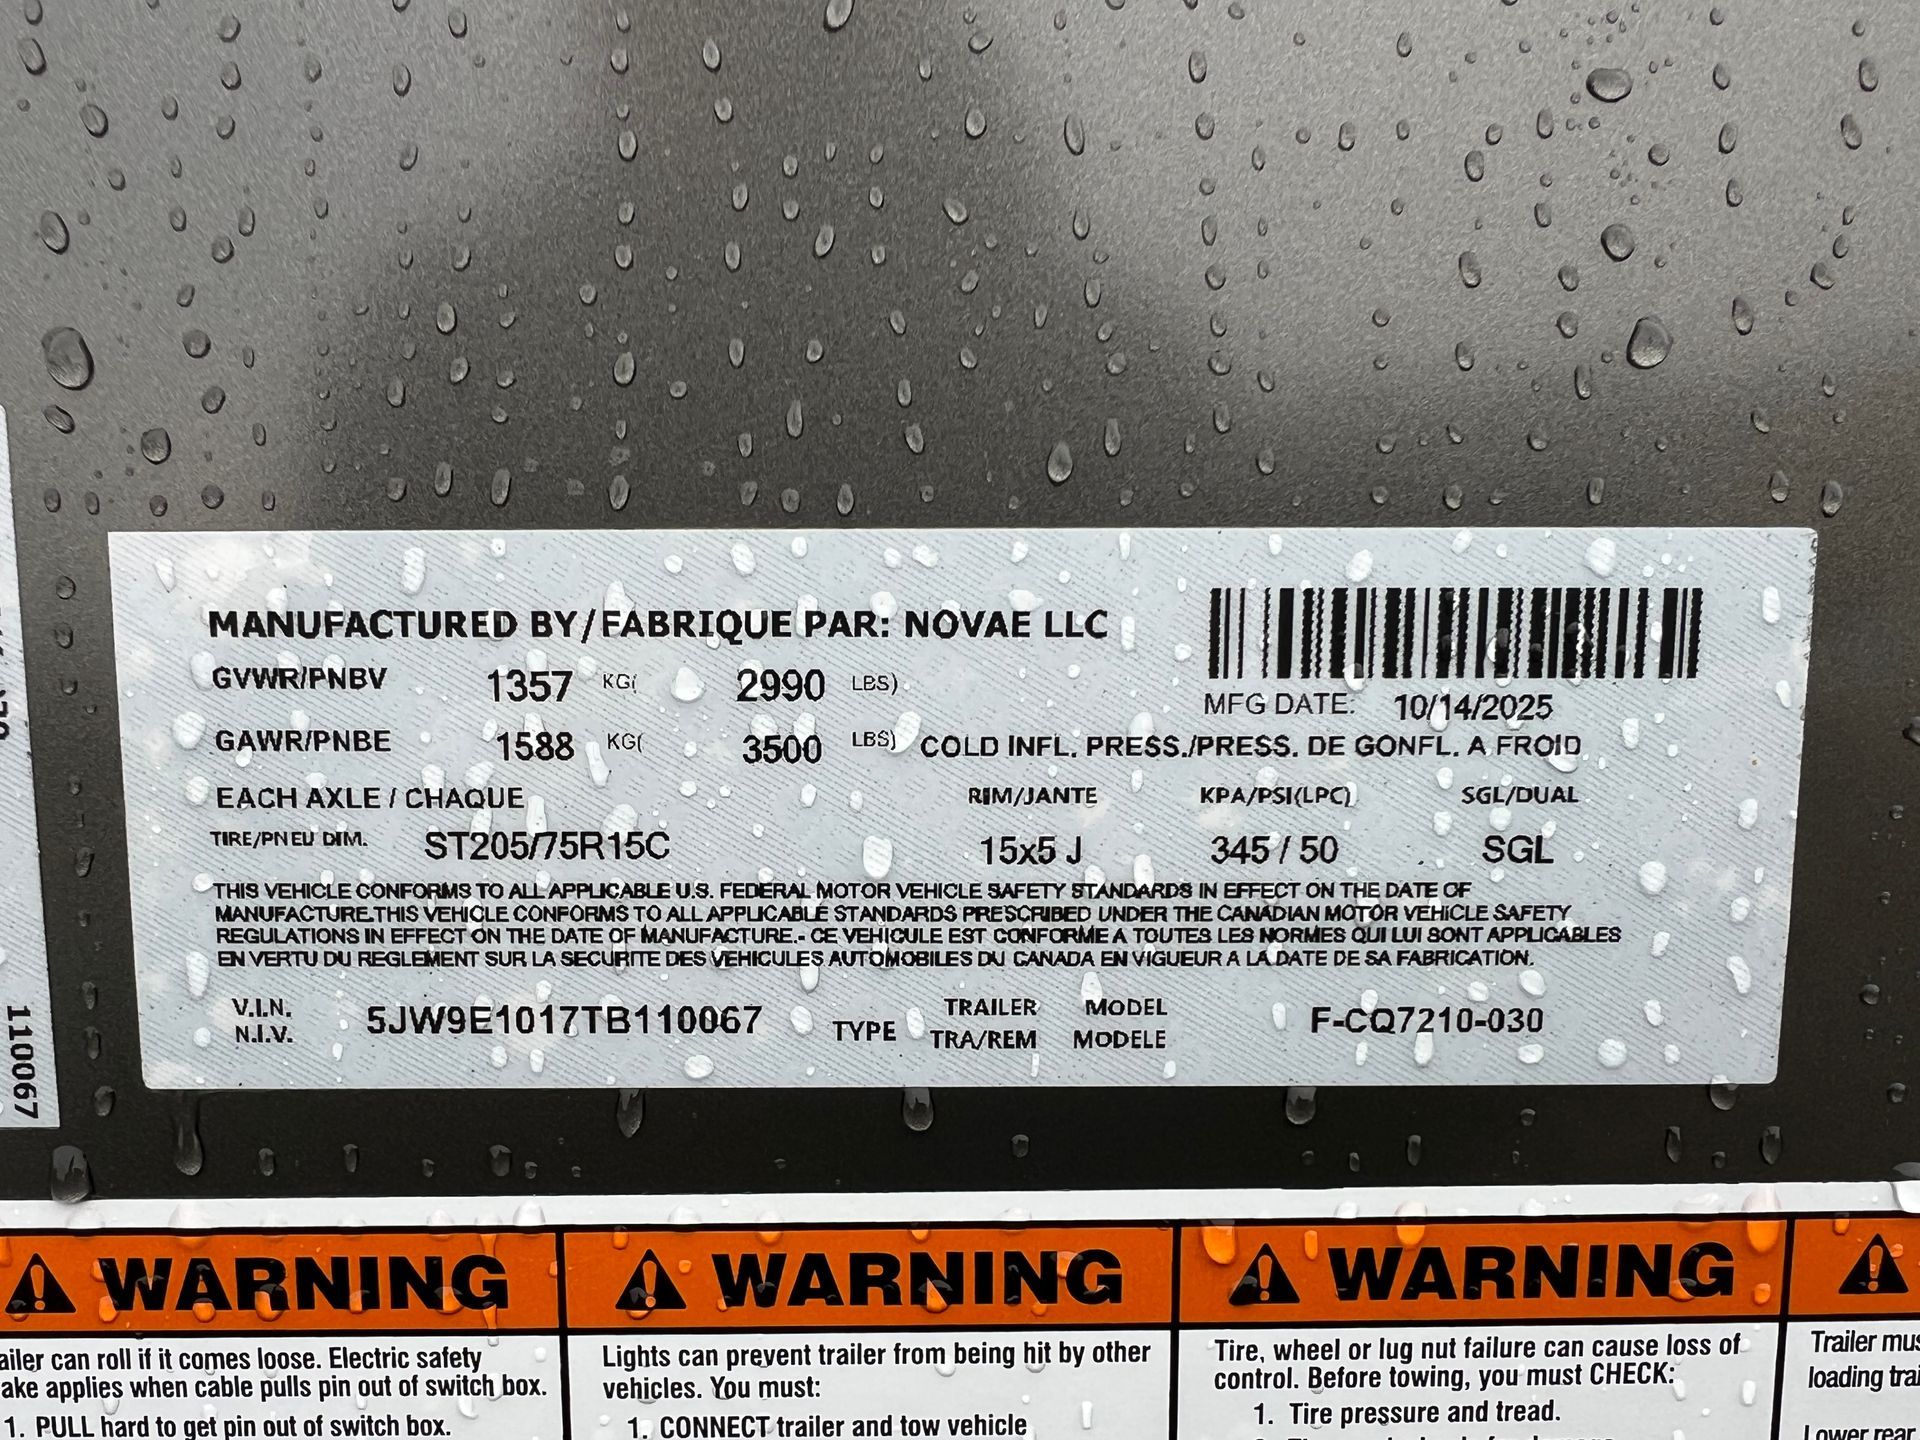 MANUFACTURED BY/FABRIQUE PAR: NOVAE LLC
GVWR/PNBV 1357 KG( 2990 LBS)
MFG DATE: 10/14/2025
GAWR/PNBE 1588 KG( 3500 LBS) COLD INFL. PRESS./PRESS. DE GONFL. A FROID
EACH AXLE / CHAQUE RIM/JANTE KPA/PSI(LPC) SGL/DUAL
TIRE/PNEU DIM. ST205/75R15C 15x5 J 345 / 50 SGL
THIS VEHICLE CONFORMS TO ALL APPLICABLE U.S. FEDERAL MOTOR VEHICLE SAFETY STANDARDS IN EFFECT ON THE DATE OF
MANUFACTURE.THIS VEHICLE CONFORMS TO ALL APPLICABLE STANDARDS PRESCRIBED UNDER THE CANADIAN MOTOR VEHICLE SAFETY
REGULATIONS IN EFFECT ON THE DATE OF MANUFACTURE.- CE VEHICULE EST CONFORME A TOUTES LES NORMES QUI LUI SONT APPLICABLES
EN VERTU DU REGLEMENT SUR LA SECURITE DES VEHICULES AUTOMOBILES DU CANADA EN VIGUEUR A LA DATE DE SA FABRICATION.
V.I.N. 5JW9E1017TB110067 TYPE TRAILER MODEL F-CQ7210-030
N.I.V. TRA/REM MODELE
110067
WARNING
ailer can roll if it comes loose. Electric safety
ake applies when cable pulls pin out of switch box.
1. PULL hard to get pin out of switch box.
WARNING
Lights can prevent trailer from being hit by other
vehicles. You must:
1. CONNECT trailer and tow vehicle
WARNING
Tire, wheel or lug nut failure can cause loss of
control. Before towing, you must CHECK:
1. Tire pressure and tread.
Trailer mus
loading trai
Lower rear